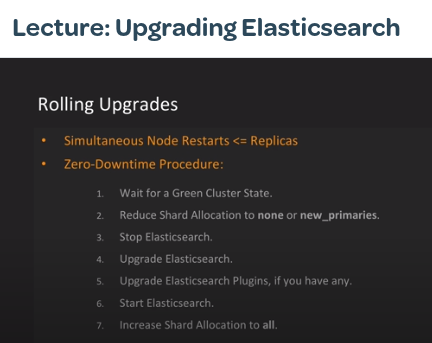 Lecture: Upgrading Elasticsearch
Rolling Upgrades
• Simultaneous Node Restarts <= Replicas
• Zero-Downtime Procedure:
1. Wait for a Green Cluster State.
2. Reduce Shard Allocation to none or new_primaries.
3. Stop Elasticsearch.
4. Upgrade Elasticsearch.
5. Upgrade Elasticsearch Plugins, if you have any.
6. Start Elasticsearch.
7. Increase Shard Allocation to all.